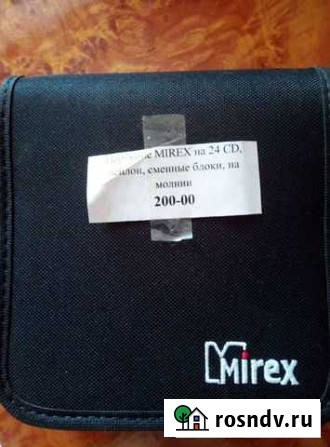 MIREX на 24 CD,
сменные блоки, на
молнии
200-00
Mirex
rosndv.ru